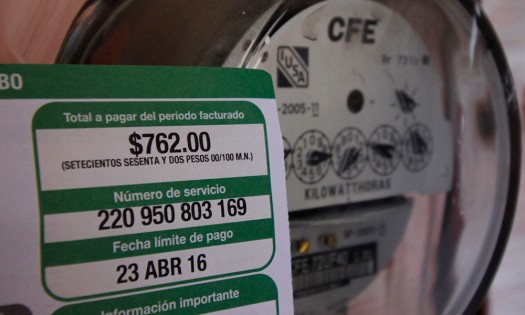 BO
Total a pagar del periodo facturado
$762.00
(SETECIENTOS SESENTA Y DOS PESOS 00/100 M.N.)
Número de servicio
220 950 803 169
Fecha límite de pago
23 ABR 16
Información importante
CFE
IUSA
KILOWATTHORAS